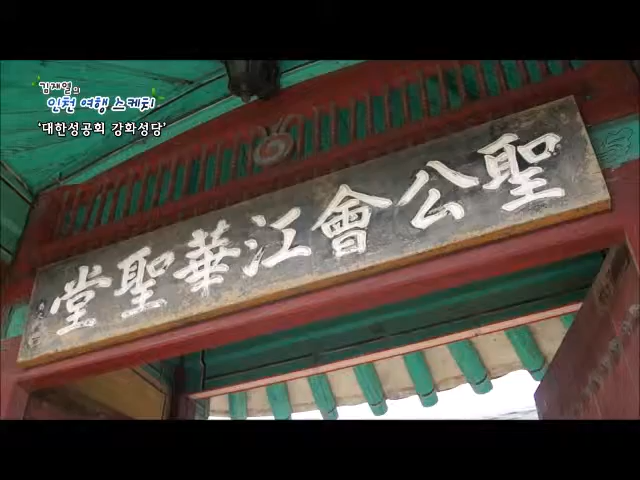 김재열의
인천 여행 스케치
'대한성공회 강화성당'
聖公會江華聖堂